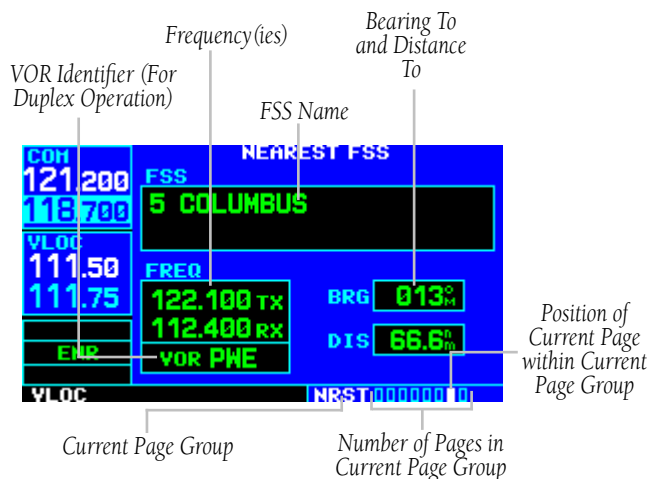 Frequency(ies)
Bearing To
and Distance
To
VOR Identifier (For
Duplex Operation)
FSS Name
COM
121.200
118.700
VLOC
111.50
111.75
ENR
VLOC
NEAREST FSS
FSS
5 COLUMBUS
FREQ
122.100 TX
112.400 RX
VOR PWE
BRG 013°M
DIS 66.6nm
NRST
Position of
Current Page
within Current
Page Group
Current Page Group
Number of Pages in
Current Page Group